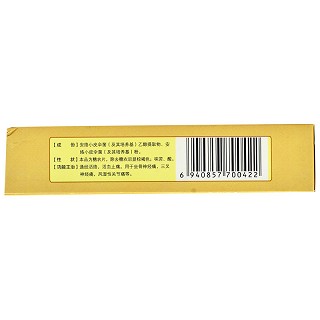 【成 份】安络小皮伞菌(及其培养基)乙醇提取物、安
络小皮伞菌(及其培养基)粉。
【性 状】本品为糖衣片,除去糖衣后显棕褐色;味苦、酸。
【功能主治】通经活络,活血止痛。用于坐骨神经痛,三叉
神经痛,风湿性关节痛等。
6 940857 700422